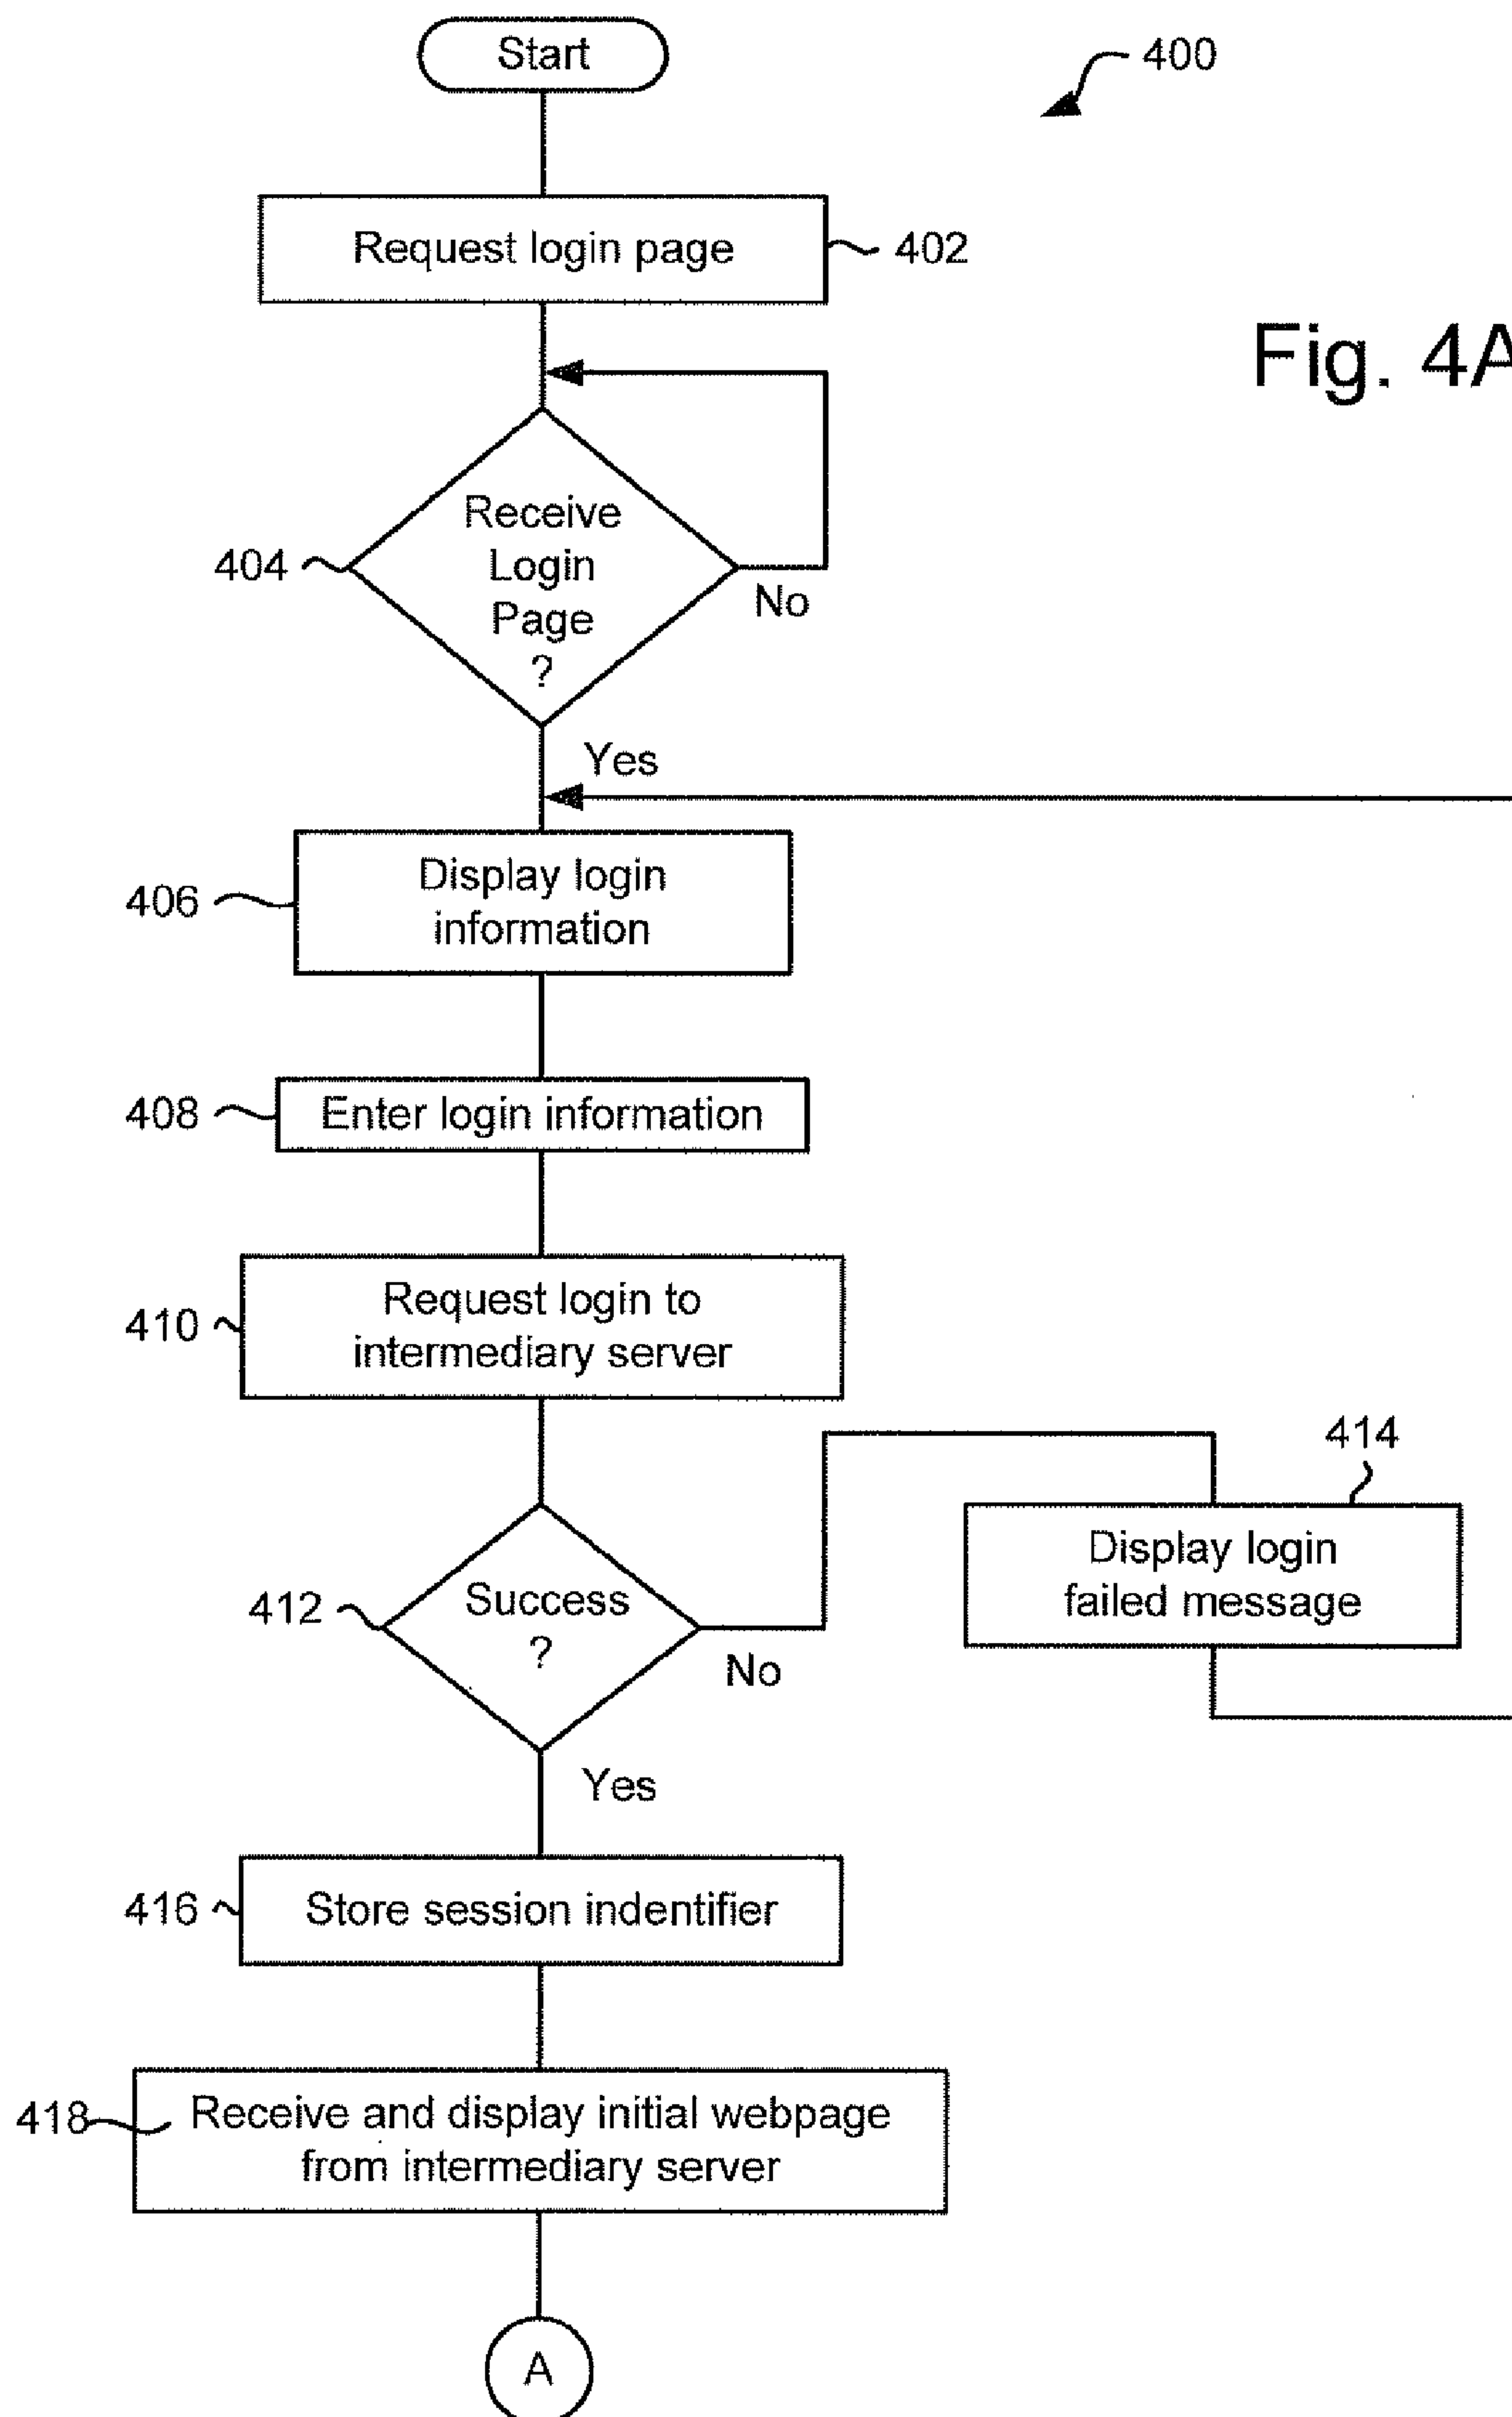 Start
400
Request login page
402
Fig. 4A
Receive
Login
Page
?
404
No
Yes
Display login
information
406
408
Enter login information
410
Request login to
intermediary server
414
Display login
failed message
412
Success
?
No
Yes
416
Store session indentifier
418
Receive and display initial webpage
from intermediary server
A